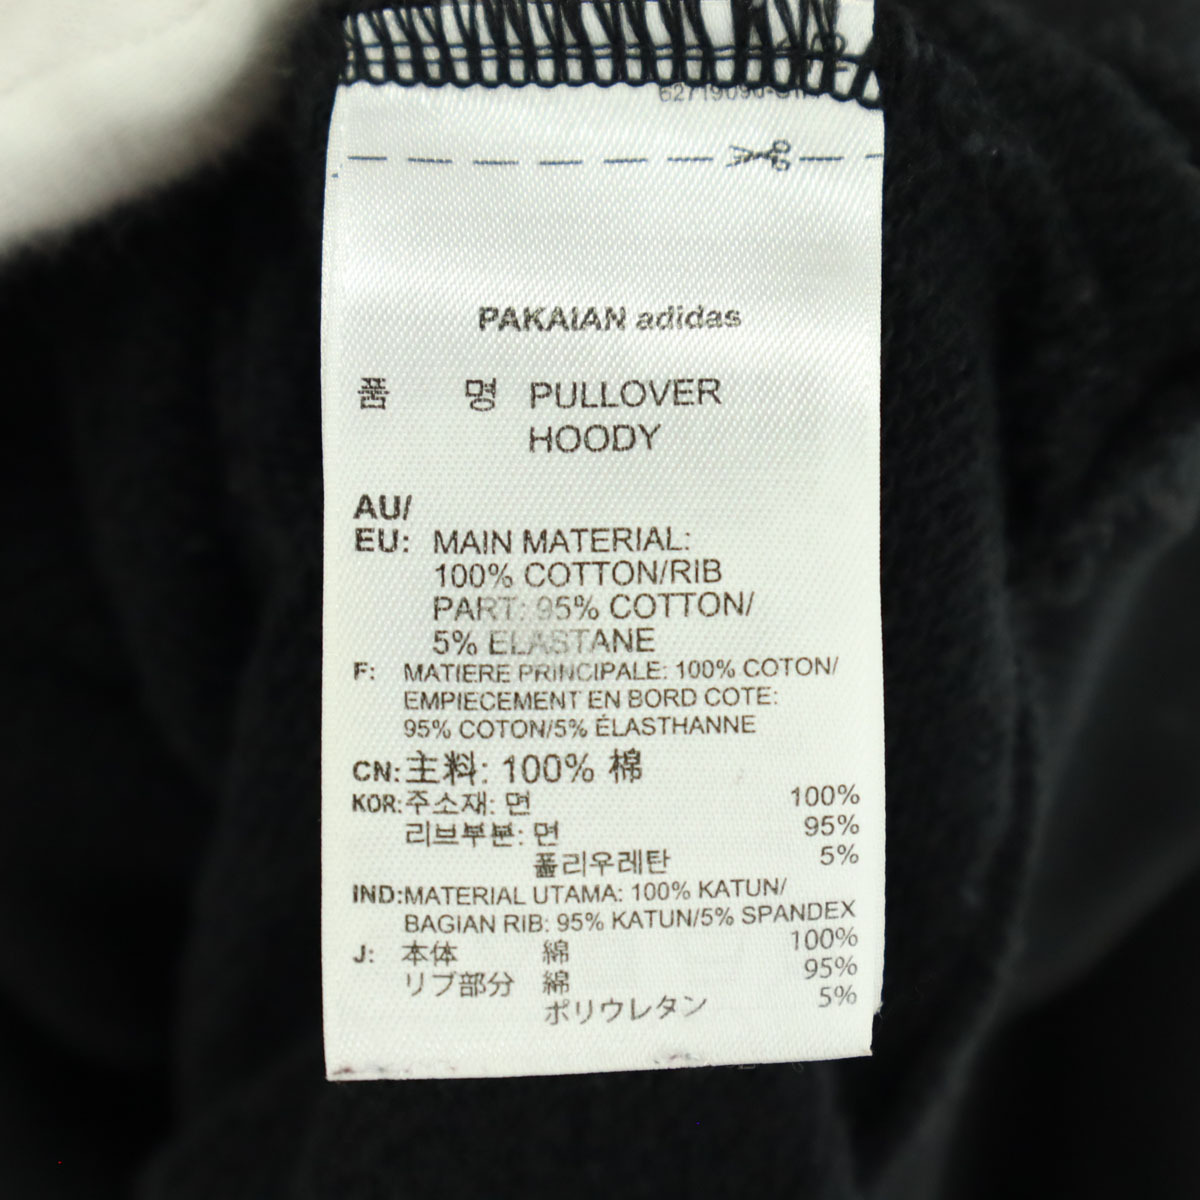 PAKAIAN adidas
품 명 PULLOVER
HOODY
AU/
EU: MAIN MATERIAL:
100% COTTON/RIB
PART: 95% COTTON/
5% ELASTANE
F: MATIERE PRINCIPALE: 100% COTON/
EMPIECEMENT EN BORD COTE:
95% COTON/5% ÉLASTHANNE
CN: 主料: 100% 棉
KOR: 주소재: 면 100%
리브부분: 면 95%
폴리우레탄 5%
IND: MATERIAL UTAMA: 100% KATUN/
BAGIAN RIB: 95% KATUN/5% SPANDEX
J: 本体 綿 100%
リブ部分 綿 95%
ポリウレタン 5%